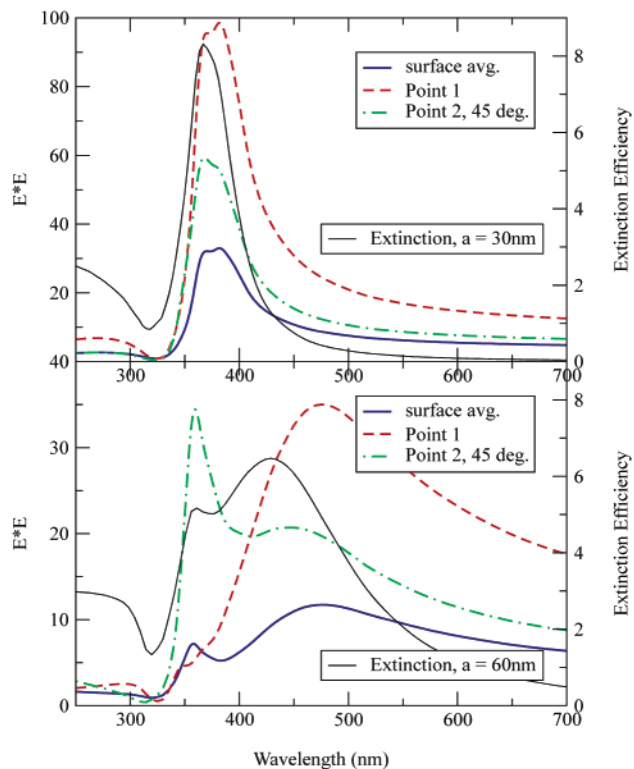 100
80
60
40
20
40
E*E
8
6
4
2
0
Extinction Efficiency
surface avg.
Point 1
Point 2, 45 deg.
Extinction, a = 30nm
300
400
500
600
700
30
20
10
0
E*E
8
6
4
2
0
Extinction Efficiency
surface avg.
Point 1
Point 2, 45 deg.
Extinction, a = 60nm
300
400
500
600
700
Wavelength (nm)